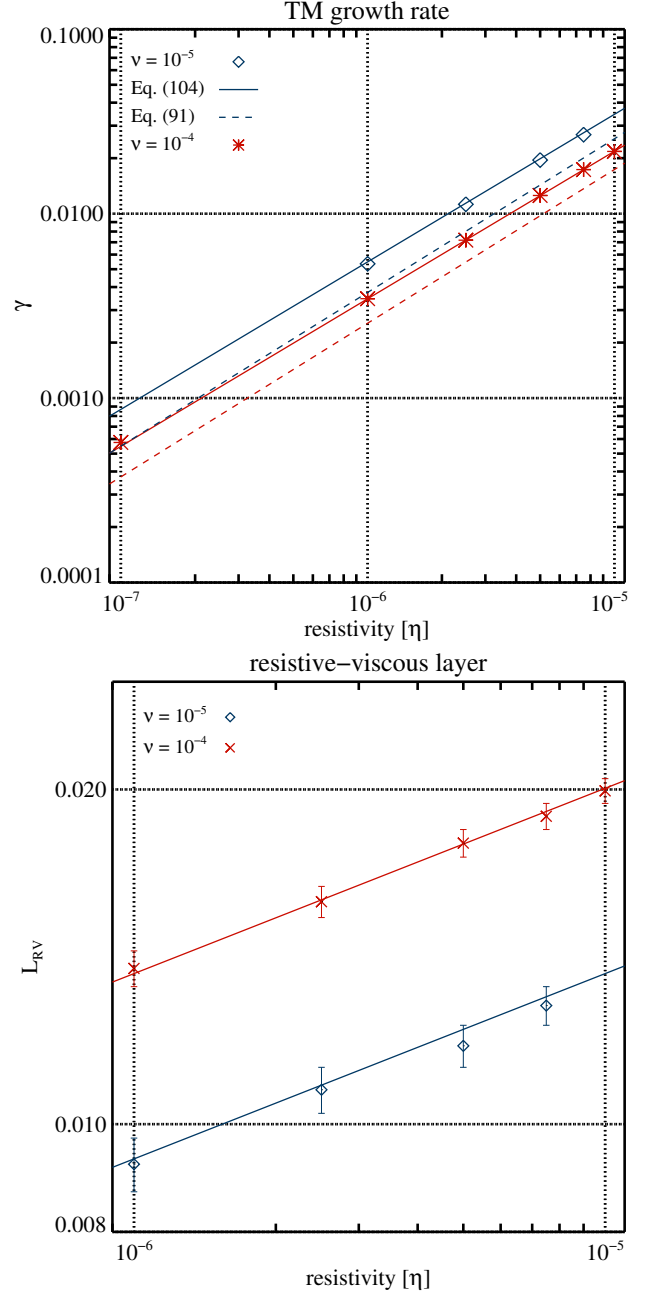 TM growth rate
0.1000
ν = 10⁻⁵
Eq. (104)
Eq. (91)
ν = 10⁻⁴
0.0100
γ
0.0010
0.0001
10⁻⁷ 10⁻⁶ 10⁻⁵
resistivity [η]
resistive−viscous layer
ν = 10⁻⁵
ν = 10⁻⁴
0.020
L_RV
0.010
0.008
10⁻⁶ 10⁻⁵
resistivity [η]